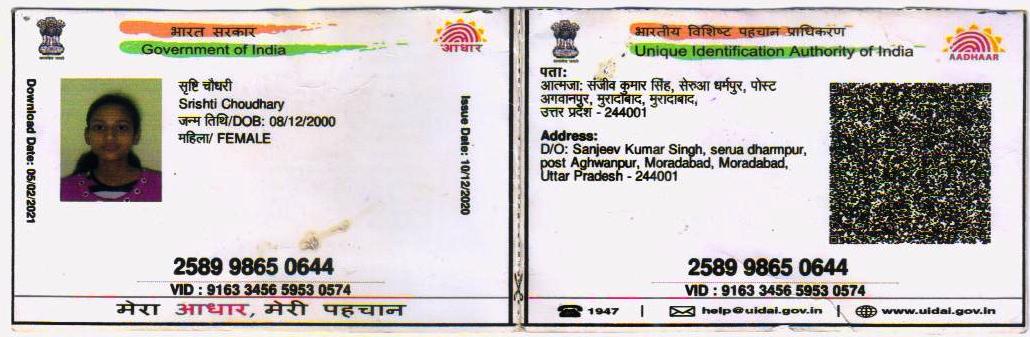 भारत सरकार
Government of India
आधार
Download Date: 05/02/2021
सृष्टि चौधरी
Srishti Choudhary
जन्म तिथि/DOB: 08/12/2000
महिला/ FEMALE
Issue Date: 10/12/2020
2589 9865 0644
VID : 9163 3456 5953 0574
मेरा आधार, मेरी पहचान
भारतीय विशिष्ट पहचान प्राधिकरण
Unique Identification Authority of India
AADHAAR
पता:
आत्मजा: संजीव कुमार सिंह, सेरुआ धर्मपुर, पोस्ट
अगवानपुर, मुरादाबाद, मुरादाबाद,
उत्तर प्रदेश - 244001
Address:
D/O: Sanjeev Kumar Singh, serua dharmpur,
post Aghwanpur, Moradabad, Moradabad,
Uttar Pradesh - 244001
2589 9865 0644
VID : 9163 3456 5953 0574
1947 | help@uidai.gov.in | www.uidai.gov.in